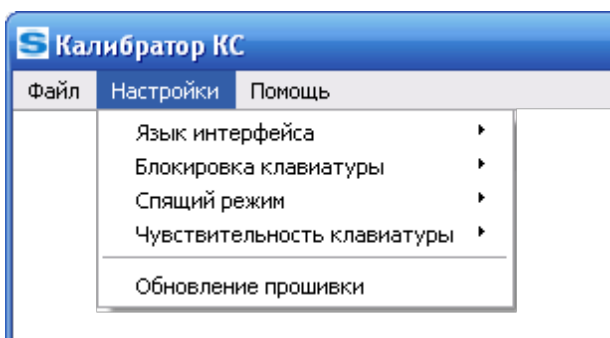 S Калибратор КС
Файл Настройки Помощь
Язык интерфейса
Блокировка клавиатуры
Спящий режим
Чувствительность клавиатуры
Обновление прошивки